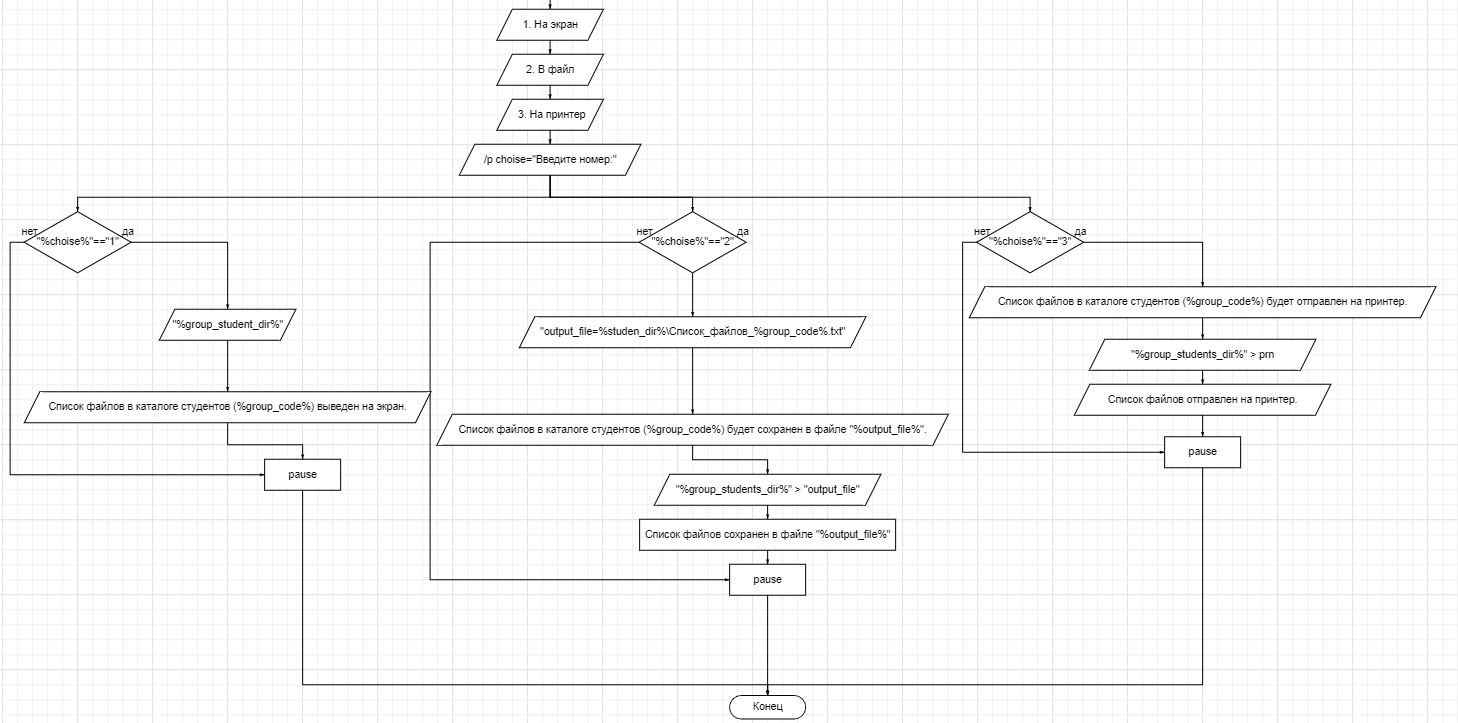 1. На экран
2. В файл
3. На принтер
/p choise="Введите номер:"
нет
"%choise%"=="1"
да
нет
"%choise%"=="2"
да
нет
"%choise%"=="3"
да
"%group_student_dir%"
Список файлов в каталоге студентов (%group_code%) выведен на экран.
pause
"output_file=%studen_dir%\Список_файлов_%group_code%.txt"
Список файлов в каталоге студентов (%group_code%) будет сохранен в файле "%output_file%".
"%group_students_dir%" > "output_file"
Список файлов сохранен в файле "%output_file%"
pause
Список файлов в каталоге студентов (%group_code%) будет отправлен на принтер.
"%group_students_dir%" > prn
Список файлов отправлен на принтер.
pause
Конец